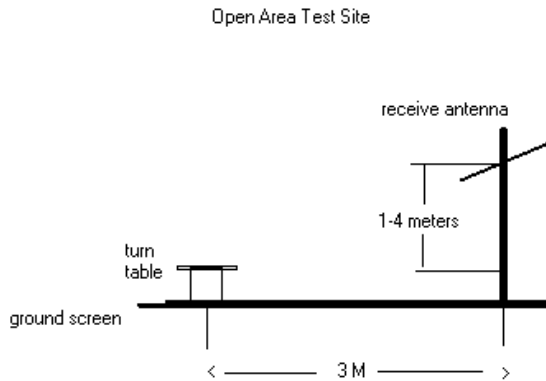 Open Area Test Site
receive antenna
1-4 meters
turn
table
ground screen
3 M